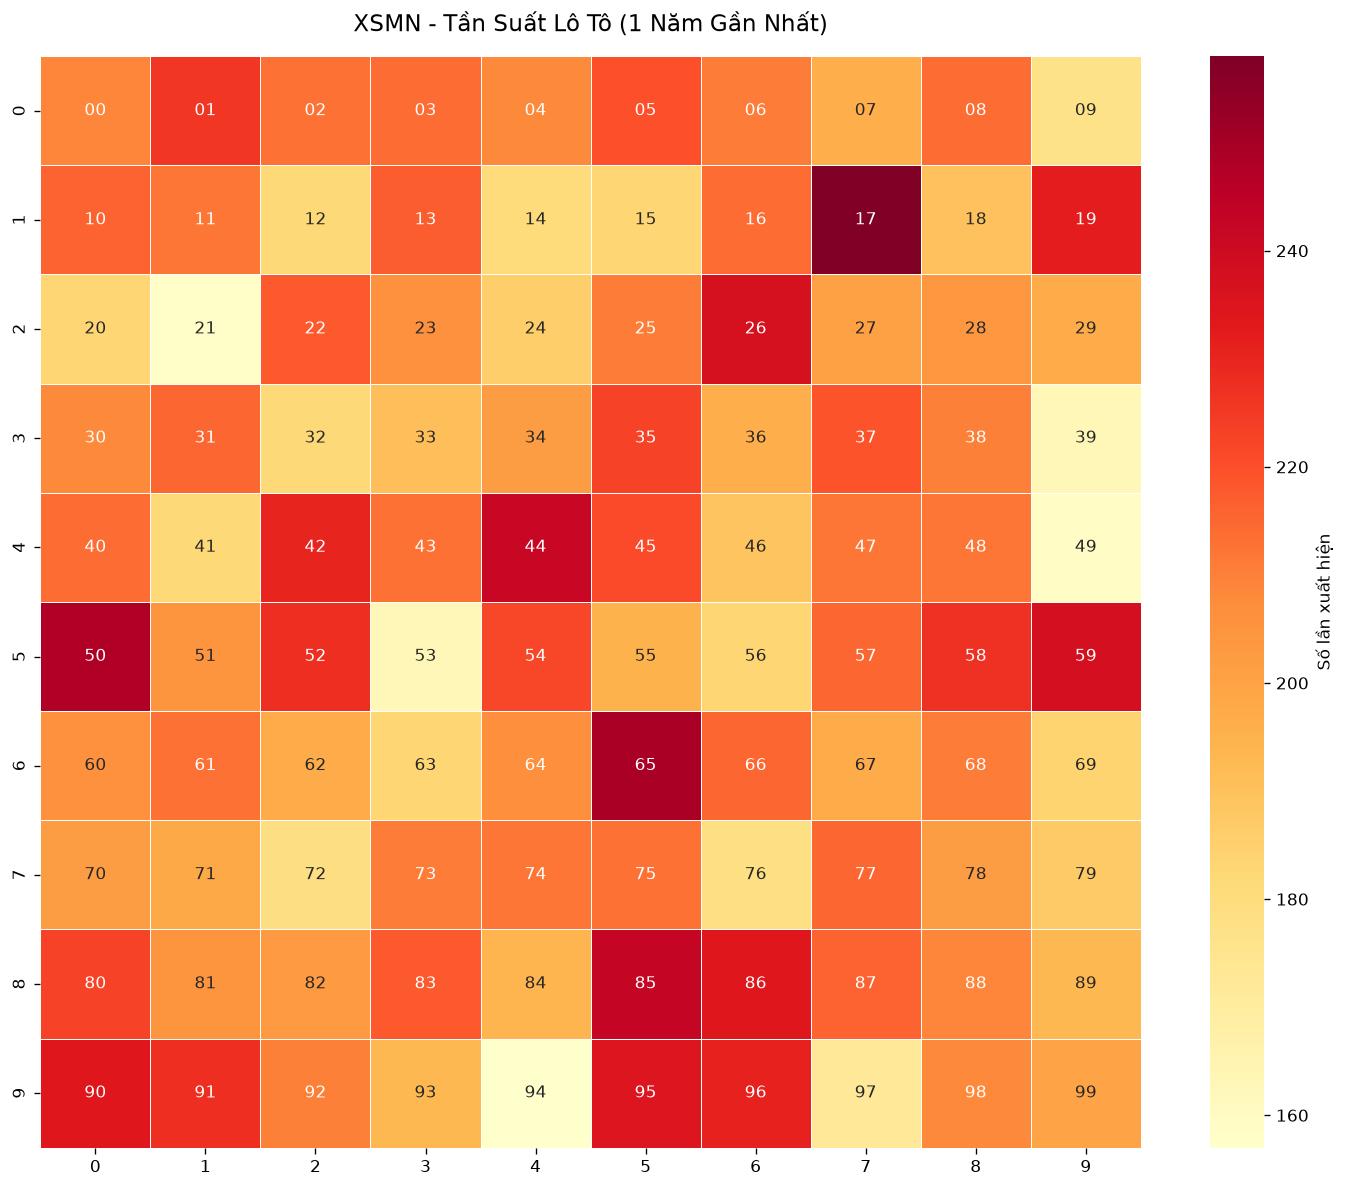 XSMN - Tần Suất Lô Tô (1 Năm Gần Nhất)
0 00 01 02 03 04 05 06 07 08 09
1 10 11 12 13 14 15 16 17 18 19
2 20 21 22 23 24 25 26 27 28 29
3 30 31 32 33 34 35 36 37 38 39
4 40 41 42 43 44 45 46 47 48 49
5 50 51 52 53 54 55 56 57 58 59
6 60 61 62 63 64 65 66 67 68 69
7 70 71 72 73 74 75 76 77 78 79
8 80 81 82 83 84 85 86 87 88 89
9 90 91 92 93 94 95 96 97 98 99
0 1 2 3 4 5 6 7 8 9
240
220
200
180
160
Số lần xuất hiện